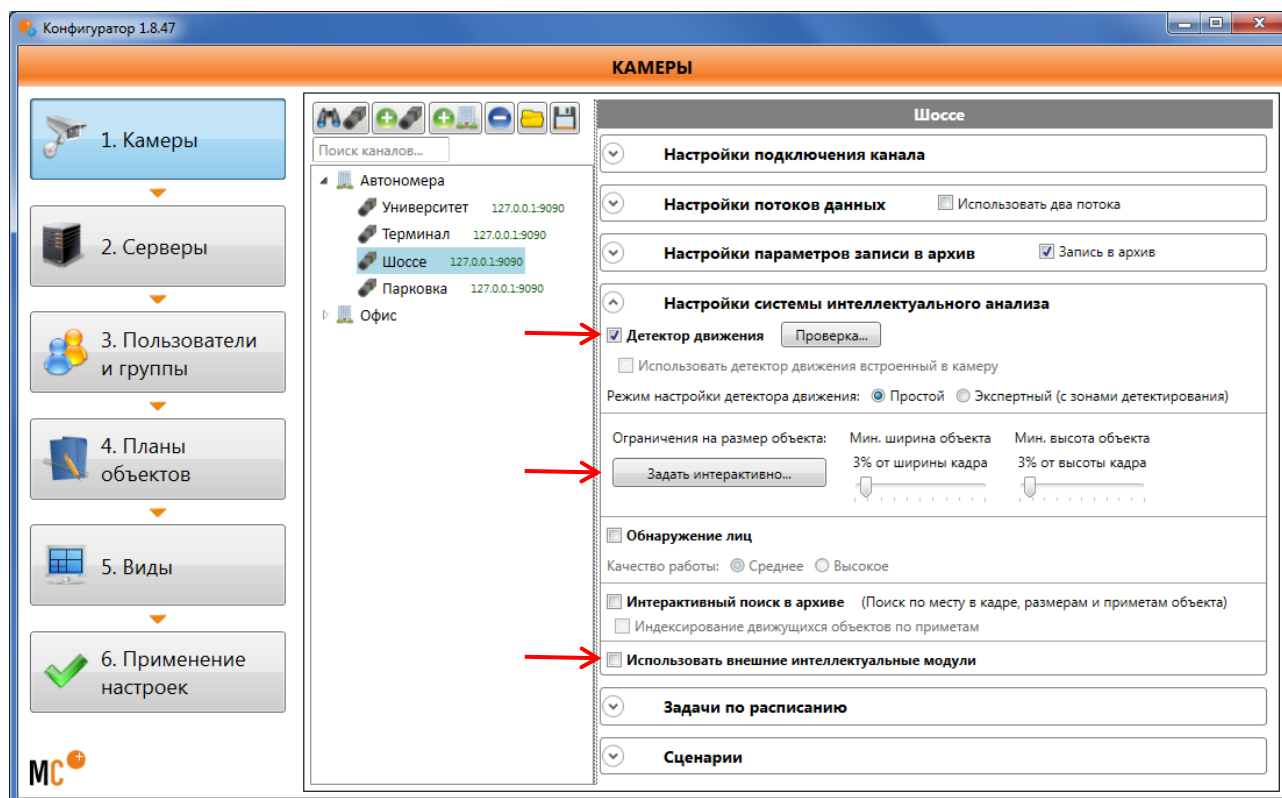 Конфигуратор 1.8.47
КАМЕРЫ
1. Камеры
2. Серверы
3. Пользователи
и группы
4. Планы
объектов
5. Виды
6. Применение
настроек
MC
Поиск каналов...
Автономера
Университет 127.0.0.1:9090
Терминал 127.0.0.1:9090
Шоссе 127.0.0.1:9090
Парковка 127.0.0.1:9090
Офис
Шоссе
Настройки подключения канала
Настройки потоков данных Использовать два потока
Настройки параметров записи в архив Запись в архив
Настройки системы интеллектуального анализа
Детектор движения Проверка...
Использовать детектор движения встроенный в камеру
Режим настройки детектора движения: Простой Экспертный (с зонами детектирования)
Ограничения на размер объекта: Мин. ширина объекта Мин. высота объекта
Задать интерактивно... 3% от ширины кадра 3% от высоты кадра
Обнаружение лиц
Качество работы: Среднее Высокое
Интерактивный поиск в архиве (Поиск по месту в кадре, размерам и приметам объекта)
Индексирование движущихся объектов по приметам
Использовать внешние интеллектуальные модули
Задачи по расписанию
Сценарии